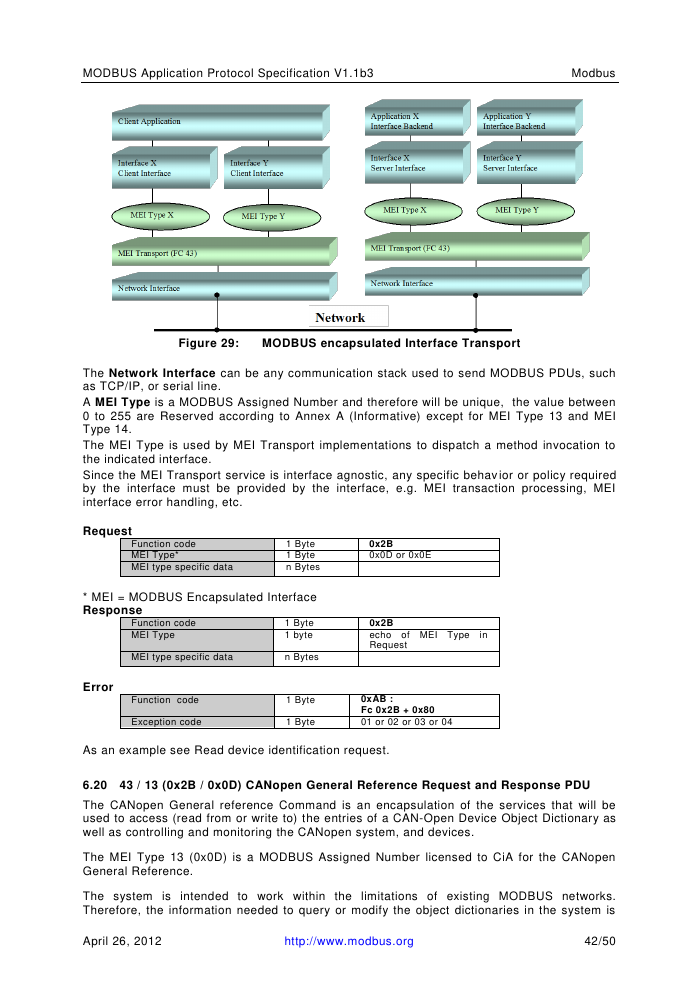 MODBUS Application Protocol Specification V1.1b3 Modbus
Client Application
Interface X
Client Interface
Interface Y
Client Interface
MEI Type X
MEI Type Y
MEI Transport (FC 43)
Network Interface
Application X
Interface Backend
Application Y
Interface Backend
Interface X
Server Interface
Interface Y
Server Interface
MEI Type X
MEI Type Y
MEI Transport (FC 43)
Network Interface
Network
Figure 29: MODBUS encapsulated Interface Transport
The Network Interface can be any communication stack used to send MODBUS PDUs, such
as TCP/IP, or serial line.
A MEI Type is a MODBUS Assigned Number and therefore will be unique, the value between
0 to 255 are Reserved according to Annex A (Informative) except for MEI Type 13 and MEI
Type 14.
The MEI Type is used by MEI Transport implementations to dispatch a method invocation to
the indicated interface.
Since the MEI Transport service is interface agnostic, any specific behavior or policy required
by the interface must be provided by the interface, e.g. MEI transaction processing, MEI
interface error handling, etc.
Request
Function code 1 Byte 0x2B
MEI Type* 1 Byte 0x0D or 0x0E
MEI type specific data n Bytes
* MEI = MODBUS Encapsulated Interface
Response
Function code 1 Byte 0x2B
MEI Type 1 byte echo of MEI Type in
Request
MEI type specific data n Bytes
Error
Function code 1 Byte 0xAB :
Fc 0x2B + 0x80
Exception code 1 Byte 01 or 02 or 03 or 04
As an example see Read device identification request.
6.20 43 / 13 (0x2B / 0x0D) CANopen General Reference Request and Response PDU
The CANopen General reference Command is an encapsulation of the services that will be
used to access (read from or write to) the entries of a CAN-Open Device Object Dictionary as
well as controlling and monitoring the CANopen system, and devices.
The MEI Type 13 (0x0D) is a MODBUS Assigned Number licensed to CiA for the CANopen
General Reference.
The system is intended to work within the limitations of existing MODBUS networks.
Therefore, the information needed to query or modify the object dictionaries in the system is
April 26, 2012 http://www.modbus.org 42/50